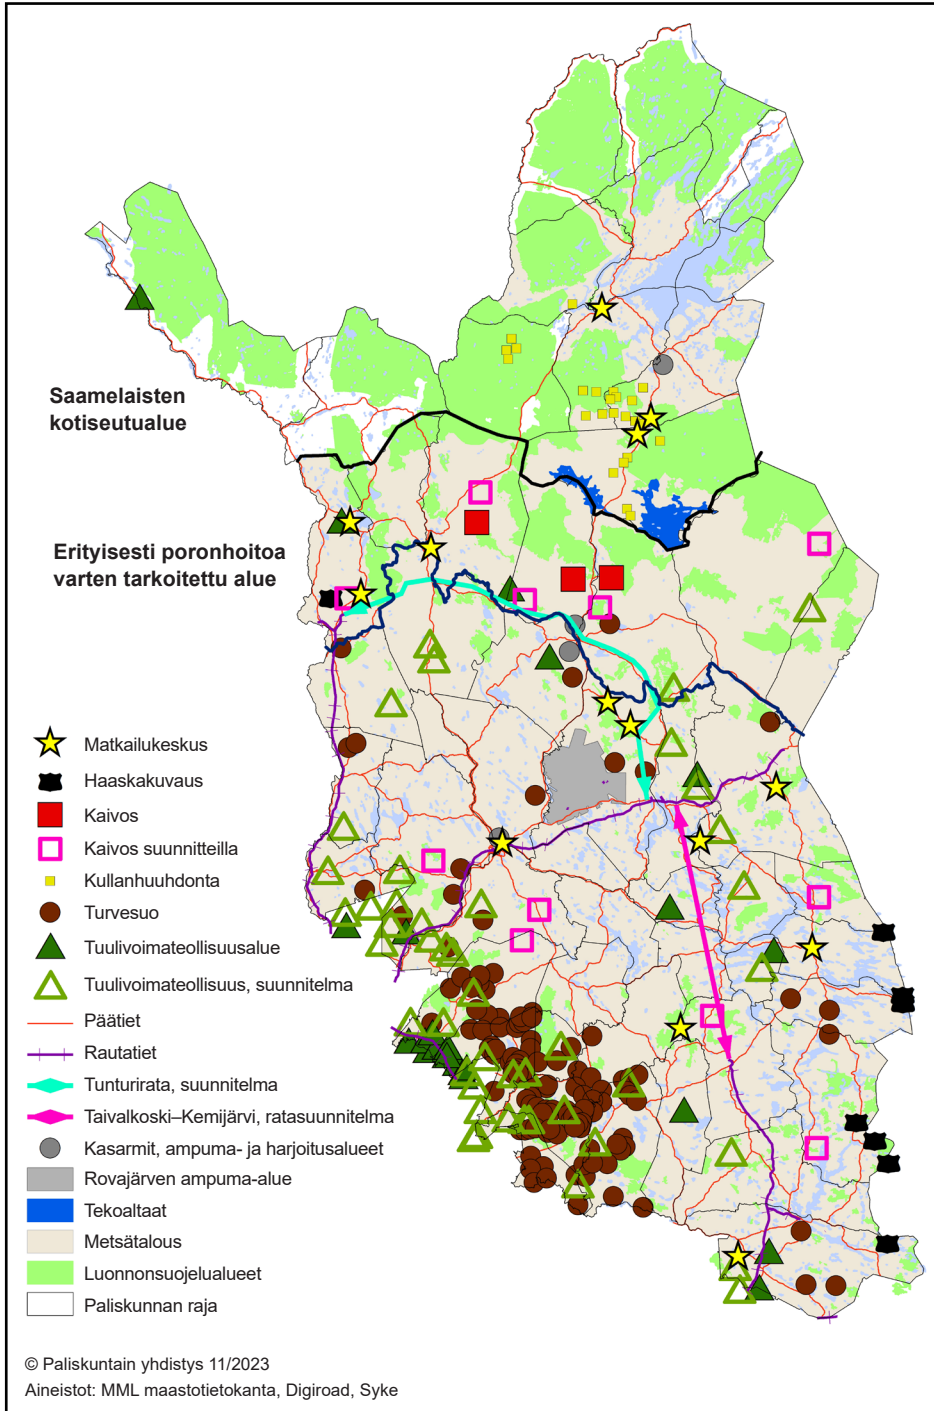 Saamelaisten
kotiseutualue
Erityisesti poronhoitoa
varten tarkoitettu alue
Matkailukeskus
Haaskakuvaus
Kaivos
Kaivos suunnitteilla
Kullanhuuhdonta
Turvesuo
Tuulivoimateollisuusalue
Tuulivoimateollisuus, suunnitelma
Päätiet
Rautatiet
Tunturirata, suunnitelma
Taivalkoski–Kemijärvi, ratasuunnitelma
Kasarmit, ampuma- ja harjoitusalueet
Rovajärven ampuma-alue
Tekoaltaat
Metsätalous
Luonnonsuojelualueet
Paliskunnan raja
© Paliskuntain yhdistys 11/2023
Aineistot: MML maastotietokanta, Digiroad, Syke